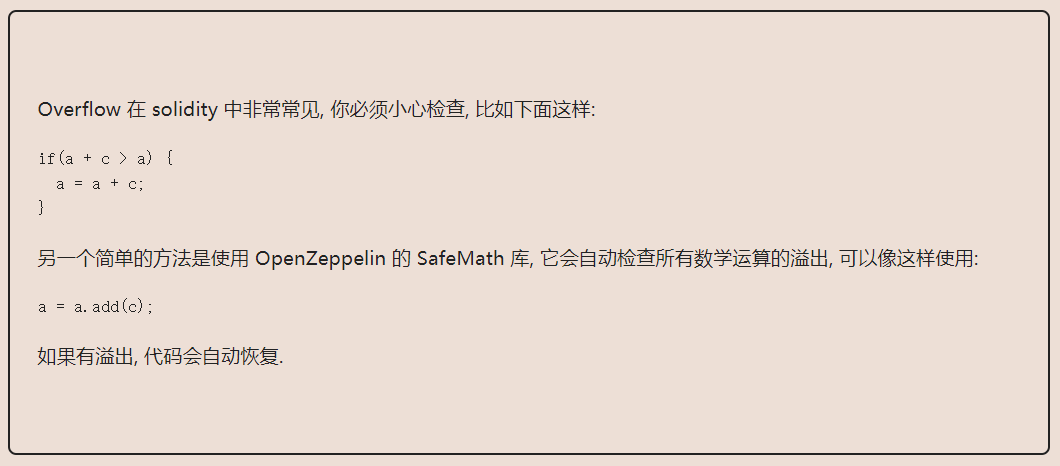 Overflow 在 solidity 中非常常见, 你必须小心检查, 比如下面这样:
if(a + c > a) {
  a = a + c;
}
另一个简单的方法是使用 OpenZeppelin 的 SafeMath 库, 它会自动检查所有数学运算的溢出, 可以像这样使用:
a = a.add(c);
如果有溢出, 代码会自动恢复.